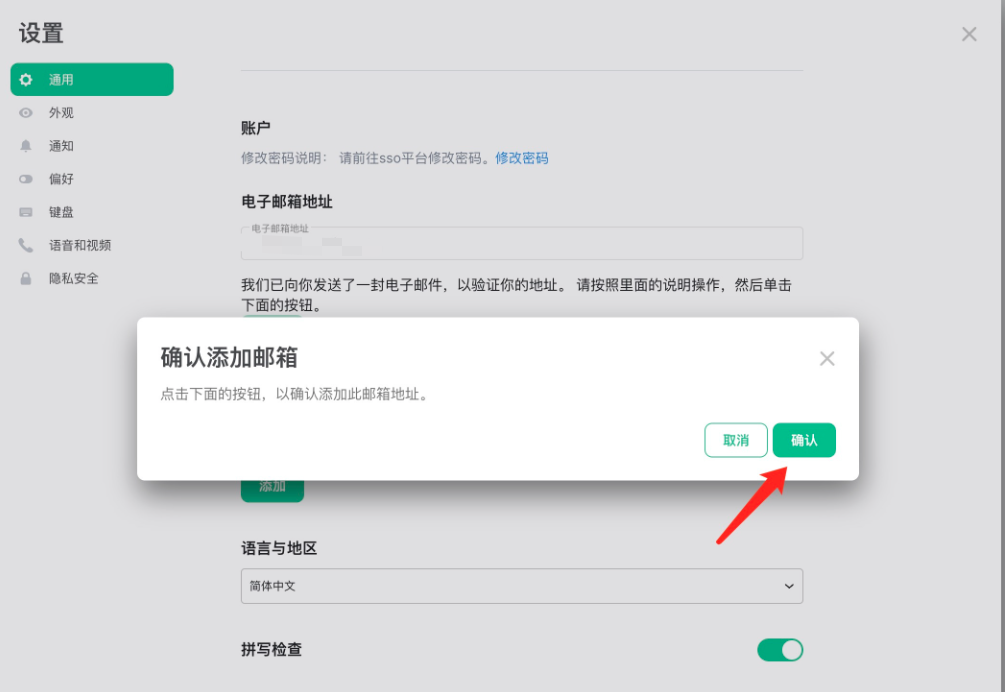 设置
通用
外观
通知
偏好
键盘
语音和视频
隐私安全
账户
修改密码说明： 请前往sso平台修改密码。修改密码
电子邮箱地址
电子邮箱地址
我们已向你发送了一封电子邮件，以验证你的地址。 请按照里面的说明操作，然后单击
下面的按钮。
确认添加邮箱
点击下面的按钮，以确认添加此邮箱地址。
取消
确认
添加
语言与地区
简体中文
拼写检查